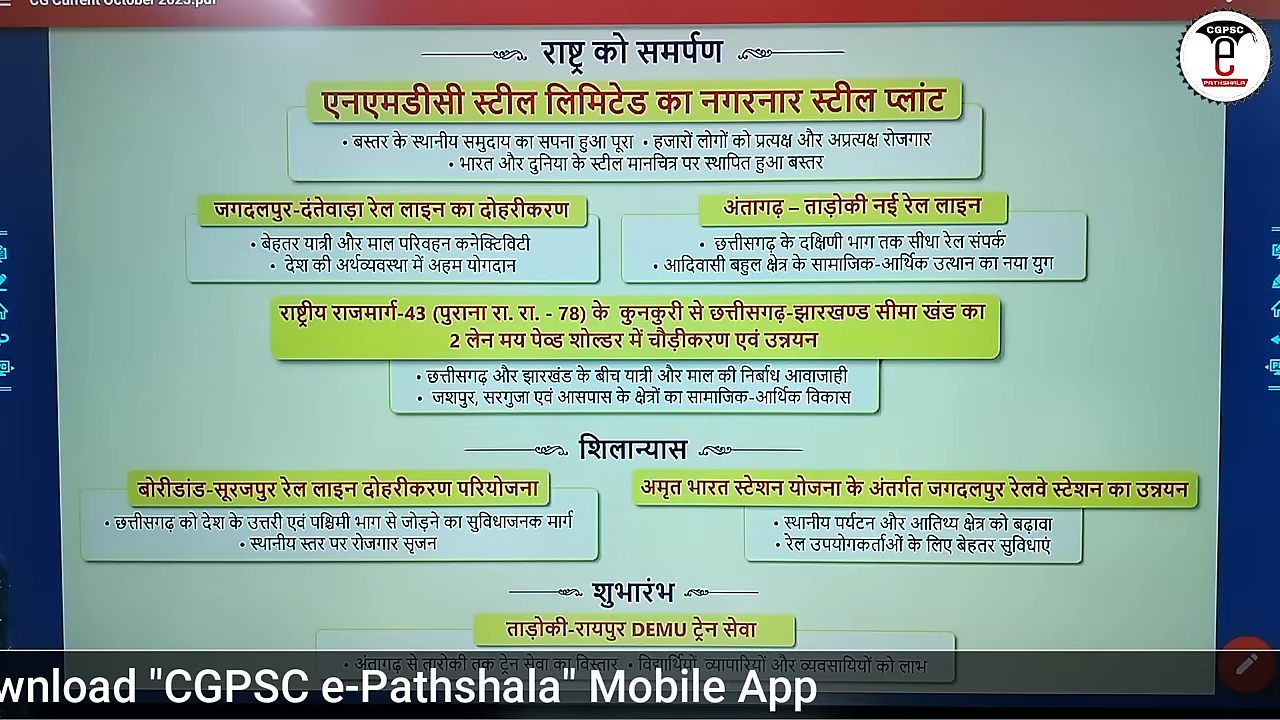 CG Current October 2023.pdf
CGPSC
e
PATHSHALA
राष्ट्र को समर्पण
एनएमडीसी स्टील लिमिटेड का नगरनार स्टील प्लांट
• बस्तर के स्थानीय समुदाय का सपना हुआ पूरा • हजारों लोगों को प्रत्यक्ष और अप्रत्यक्ष रोजगार
• भारत और दुनिया के स्टील मानचित्र पर स्थापित हुआ बस्तर
जगदलपुर-दंतेवाड़ा रेल लाइन का दोहरीकरण
• बेहतर यात्री और माल परिवहन कनेक्टिविटी
• देश की अर्थव्यवस्था में अहम योगदान
अंतागढ़ – ताड़ोकी नई रेल लाइन
• छत्तीसगढ़ के दक्षिणी भाग तक सीधा रेल संपर्क
• आदिवासी बहुल क्षेत्र के सामाजिक-आर्थिक उत्थान का नया युग
राष्ट्रीय राजमार्ग-43 (पुराना रा. रा. - 78) के कुनकुरी से छत्तीसगढ़-झारखण्ड सीमा खंड का
2 लेन मय पेव्ड शोल्डर में चौड़ीकरण एवं उन्नयन
• छत्तीसगढ़ और झारखंड के बीच यात्री और माल की निर्बाध आवाजाही
• जशपुर, सरगुजा एवं आसपास के क्षेत्रों का सामाजिक-आर्थिक विकास
शिलान्यास
बोरीडांड-सूरजपुर रेल लाइन दोहरीकरण परियोजना
• छत्तीसगढ़ को देश के उत्तरी एवं पश्चिमी भाग से जोड़ने का सुविधाजनक मार्ग
• स्थानीय स्तर पर रोजगार सृजन
अमृत भारत स्टेशन योजना के अंतर्गत जगदलपुर रेलवे स्टेशन का उन्नयन
• स्थानीय पर्यटन और आतिथ्य क्षेत्र को बढ़ावा
• रेल उपयोगकर्ताओं के लिए बेहतर सुविधाएं
शुभारंभ
ताड़ोकी-रायपुर DEMU ट्रेन सेवा
• अंतागढ़ से तारोकी तक ट्रेन सेवा का विस्तार • विद्यार्थियों, व्यापारियों और व्यवसायियों को लाभ
wnload "CGPSC e-Pathshala" Mobile App